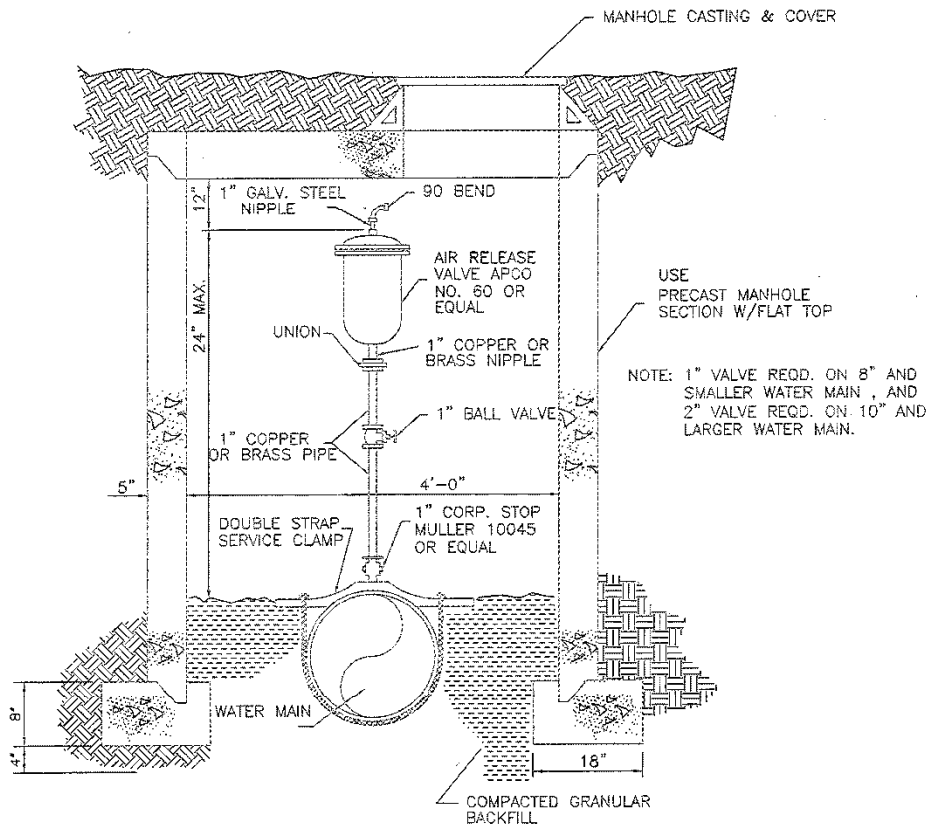 MANHOLE CASTING & COVER
12"
1" GALV. STEEL
NIPPLE
90 BEND
24" MAX.
AIR RELEASE
VALVE APCO
NO. 60 OR
EQUAL
USE
PRECAST MANHOLE
SECTION W/FLAT TOP
UNION
1" COPPER OR
BRASS NIPPLE
NOTE: 1" VALVE REQD. ON 8" AND
SMALLER WATER MAIN , AND
2" VALVE REQD. ON 10" AND
LARGER WATER MAIN.
1" BALL VALVE
1" COPPER
OR BRASS PIPE
5"
4'-0"
DOUBLE STRAP
SERVICE CLAMP
1" CORP. STOP
MULLER 10045
OR EQUAL
WATER MAIN
8"
4"
18"
COMPACTED GRANULAR
BACKFILL